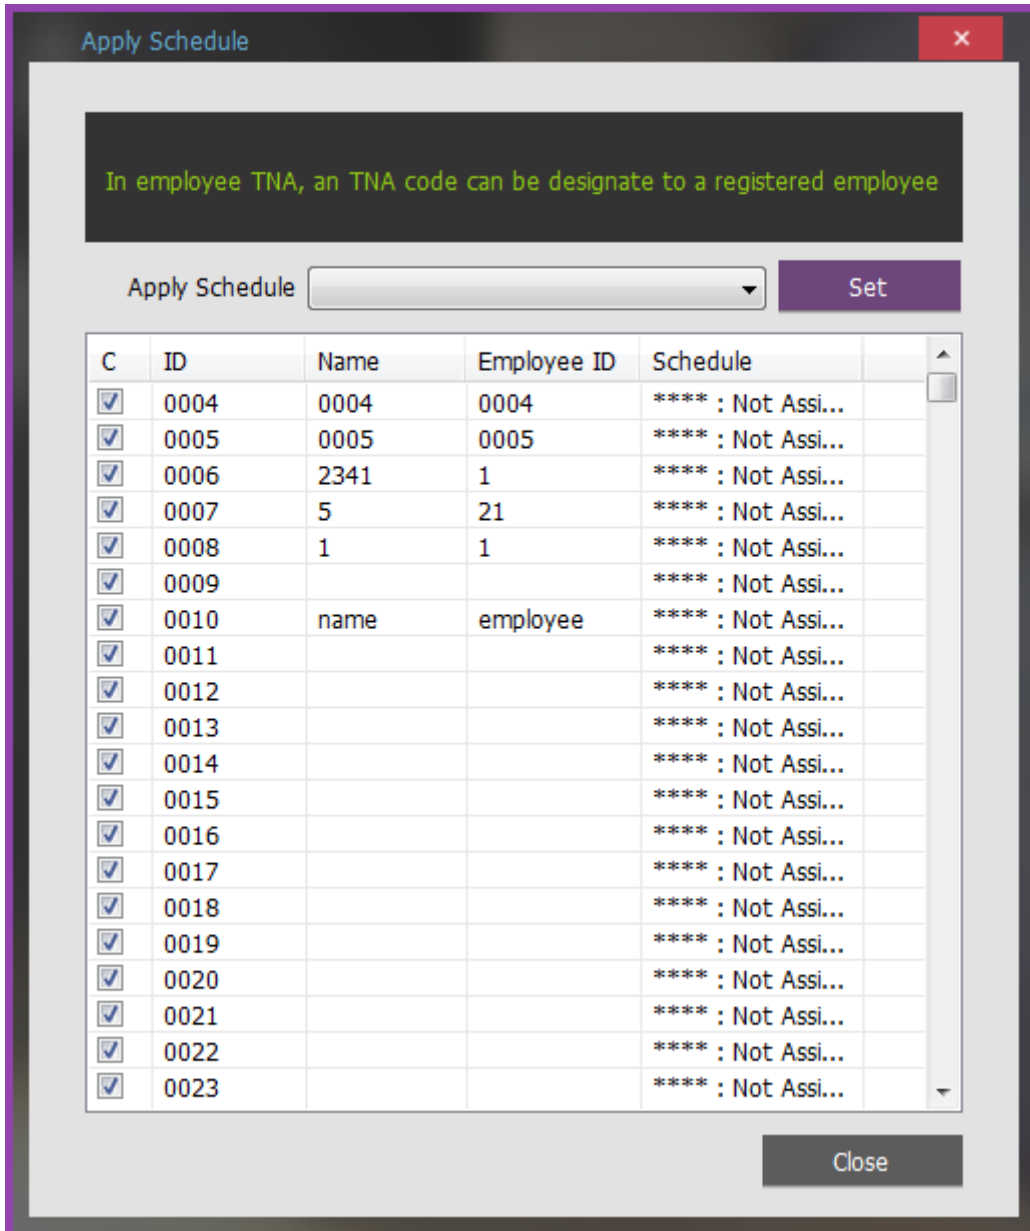 Apply Schedule
In employee TNA, an TNA code can be designate to a registered employee
Apply Schedule Set
C ID Name Employee ID Schedule
0004 0004 0004 **** : Not Assi...
0005 0005 0005 **** : Not Assi...
0006 2341 1 **** : Not Assi...
0007 5 21 **** : Not Assi...
0008 1 1 **** : Not Assi...
0009 **** : Not Assi...
0010 name employee **** : Not Assi...
0011 **** : Not Assi...
0012 **** : Not Assi...
0013 **** : Not Assi...
0014 **** : Not Assi...
0015 **** : Not Assi...
0016 **** : Not Assi...
0017 **** : Not Assi...
0018 **** : Not Assi...
0019 **** : Not Assi...
0020 **** : Not Assi...
0021 **** : Not Assi...
0022 **** : Not Assi...
0023 **** : Not Assi...
Close